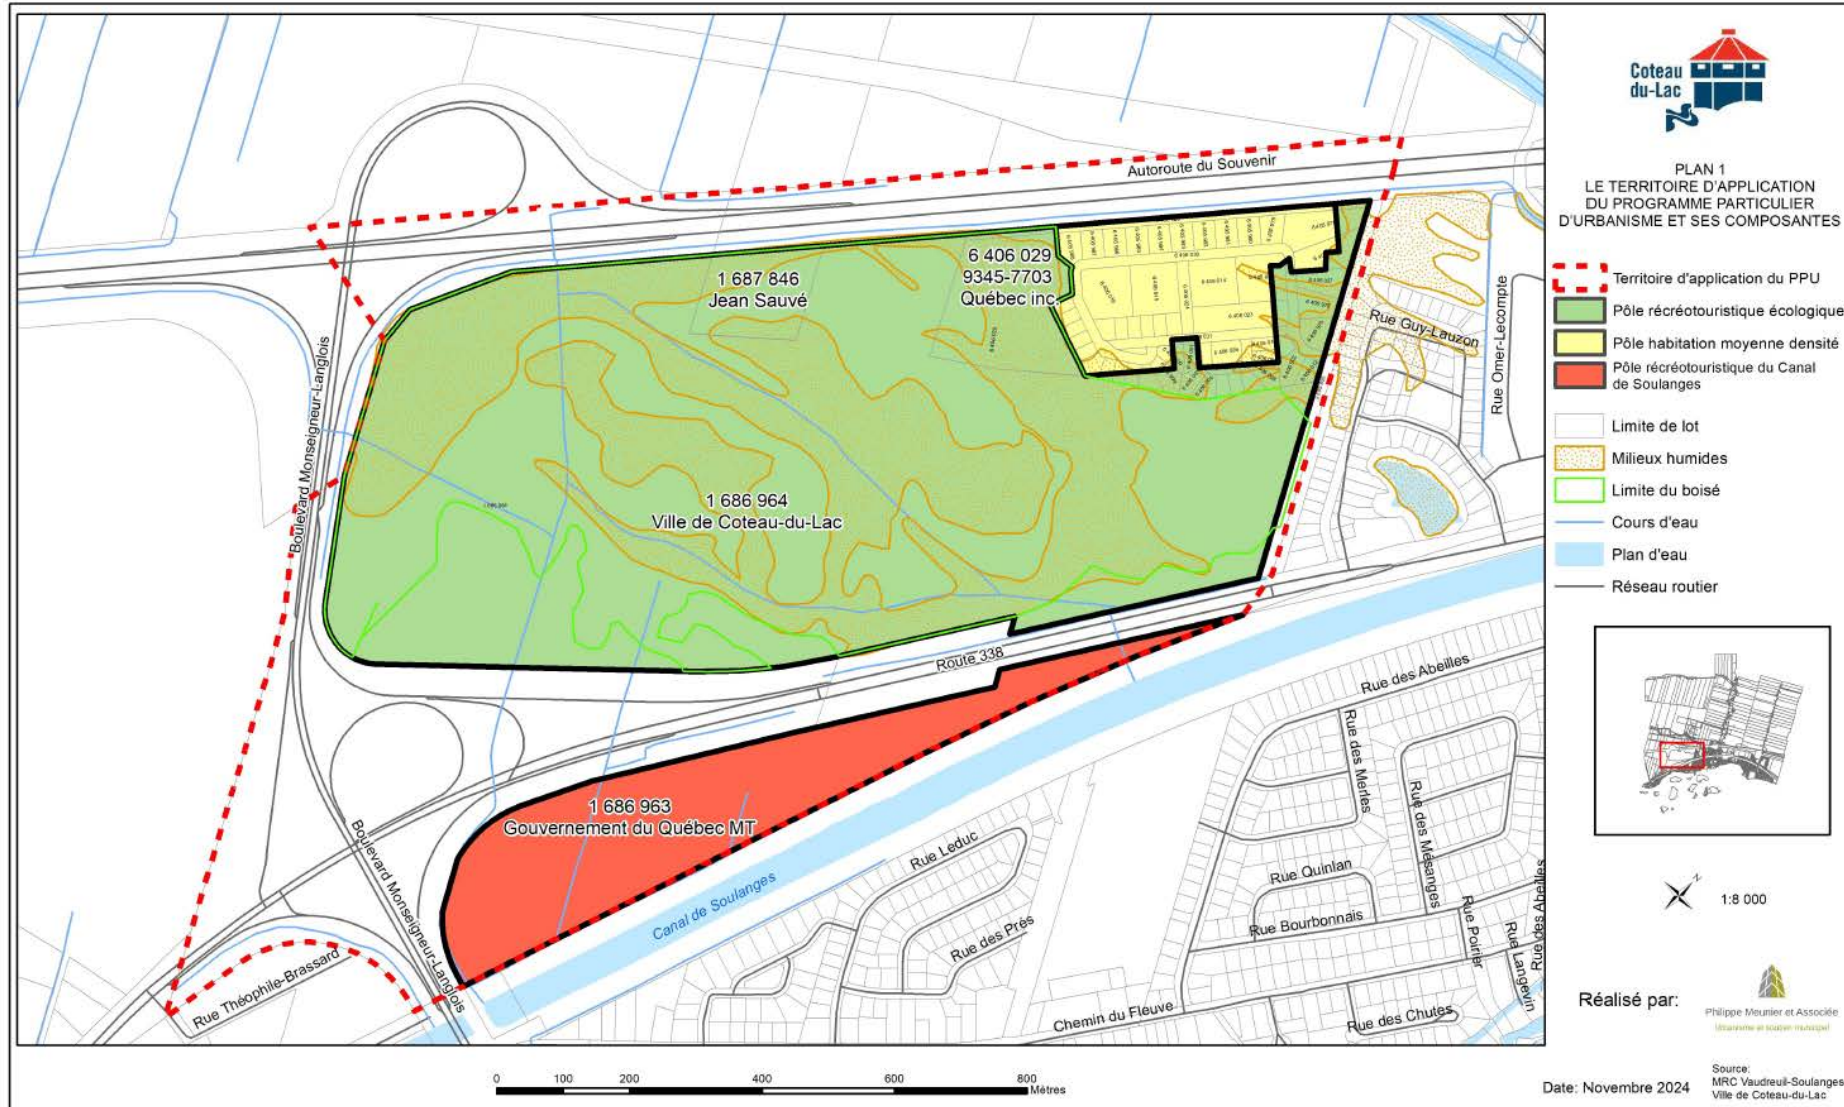 Coteau
du-Lac
PLAN 1
LE TERRITOIRE D'APPLICATION
DU PROGRAMME PARTICULIER
D'URBANISME ET SES COMPOSANTES
Territoire d'application du PPU
Pôle récréotouristique écologique
Pôle habitation moyenne densité
Pôle récréotouristique du Canal
de Soulanges
Limite de lot
Milieux humides
Limite du boisé
Cours d'eau
Plan d'eau
Réseau routier
1:8 000
Réalisé par:
Philippe Meunier et Associée
Urbanisme et soutien municipal
Date: Novembre 2024
Source:
MRC Vaudreuil-Soulanges
Ville de Coteau-du-Lac
Autoroute du Souvenir
1 687 846
Jean Sauvé
6 406 029
9345-7703
Québec inc.
Rue Guy-Lauzon
Rue Omer-Lecompte
Boulevard Monseigneur-Langlois
1 686 964
Ville de Coteau-du-Lac
Route 338
Rue des Abeilles
Rue des Merles
Rue des Mésanges
1 686 963
Gouvernement du Québec MT
Boulevard Monseigneur-Langlois
Canal de Soulanges
Rue Leduc
Rue des Prés
Rue Quinlan
Rue Bourbonnais
Rue Poirier
Rue Langevin
Rue des Abeilles
Rue Théophile-Brassard
Chemin du Fleuve
Rue des Chutes
0 100 200 400 600 800
Mètres